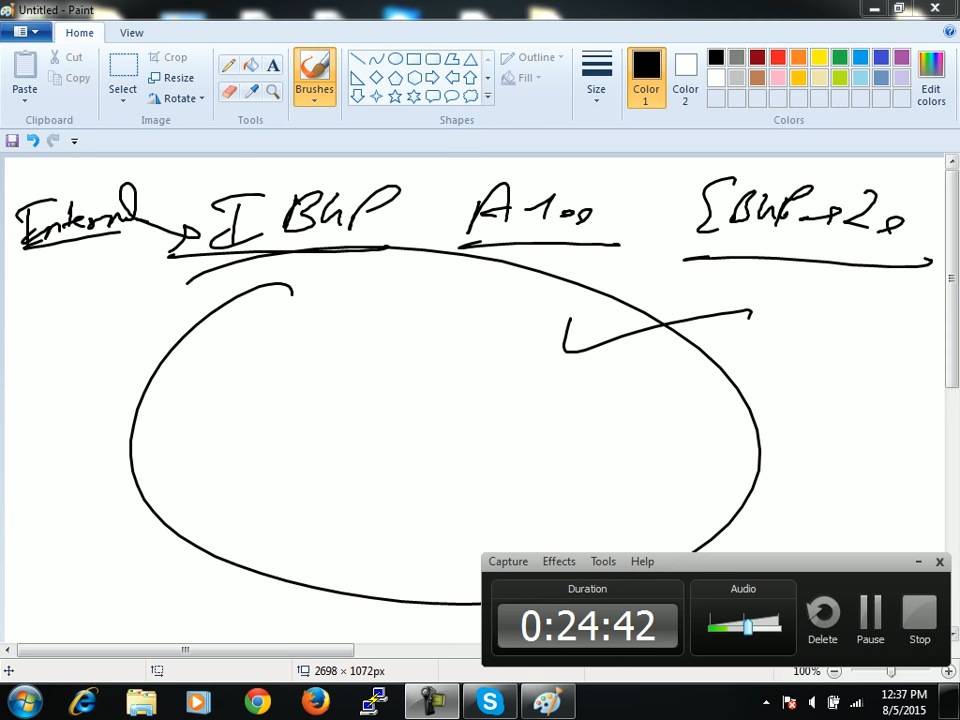 Untitled - Paint
Home
View
Cut
Copy
Paste
Clipboard
Select
Crop
Resize
Rotate
Image
A
Tools
Brushes
Outline
Fill
Shapes
Size
Color 1
Color 2
Edit colors
Colors
Internal IBGP
EBGP
Capture Effects Tools Help
Duration
0:24:42
Audio
Delete
Pause
Stop
2698 × 1072px
100%
12:37 PM
8/5/2015